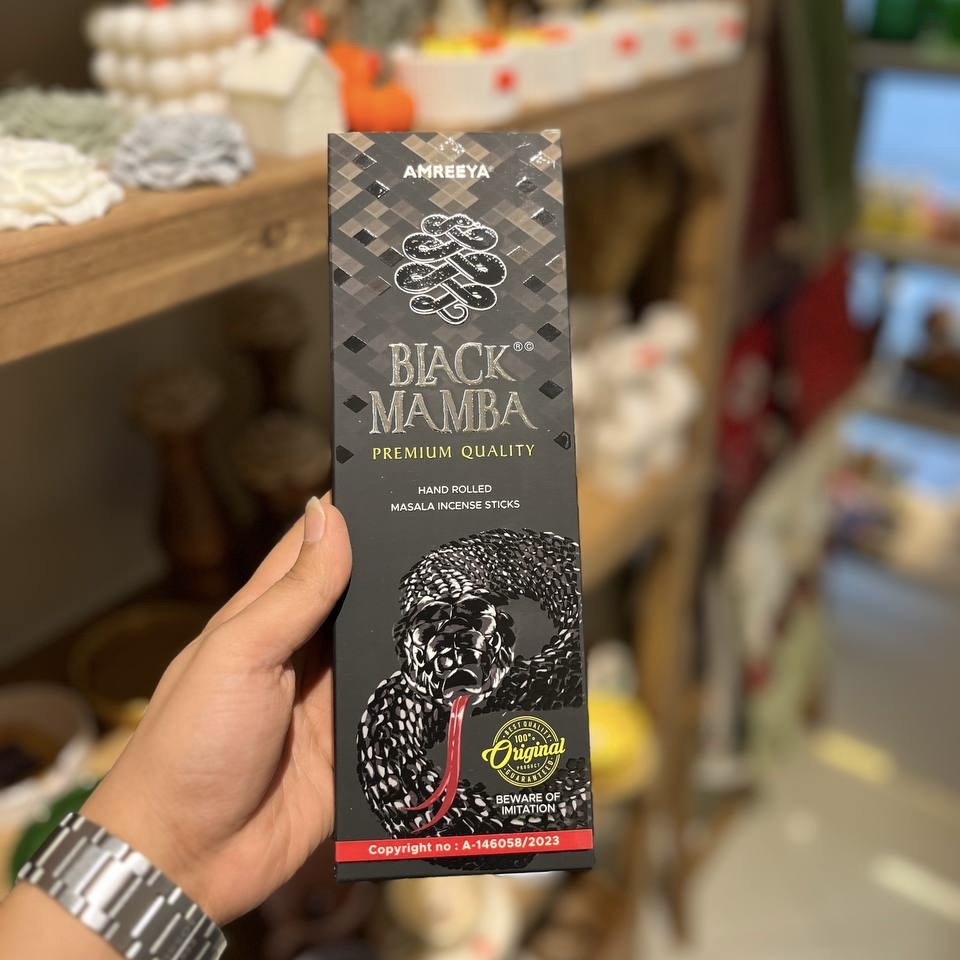 AMREEYA
BLACK ®©
MAMBA
PREMIUM QUALITY
HAND ROLLED
MASALA INCENSE STICKS
BEST QUALITY
100%
Original
PRODUCT
GUARANTEED
BEWARE OF
IMITATION
Copyright no : A-146058/2023